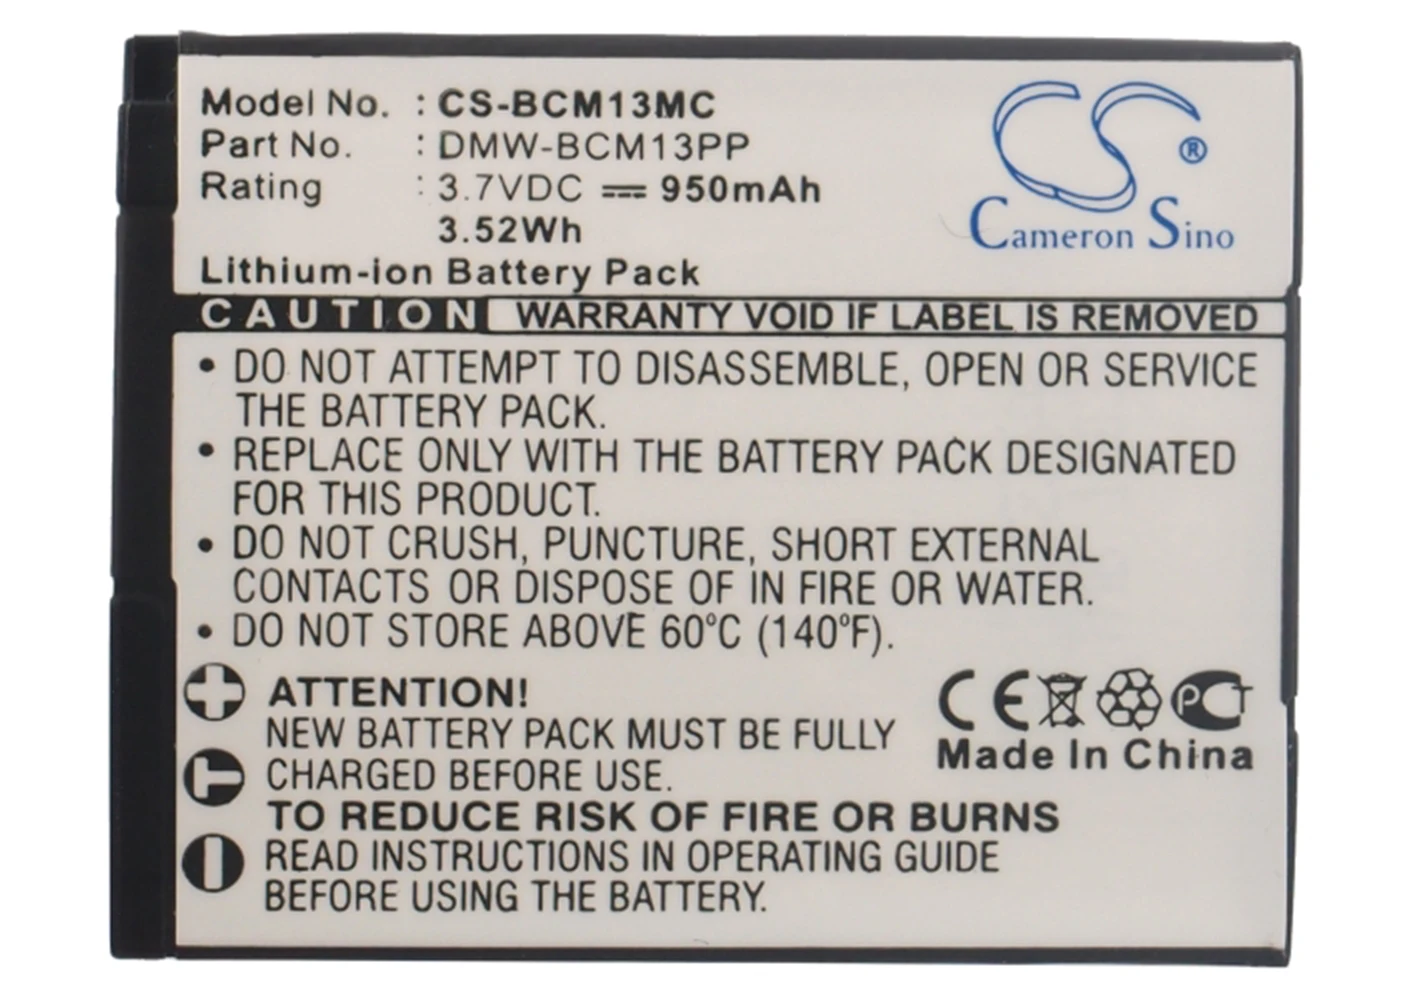 Model No. : CS-BCM13MC
Part No. : DMW-BCM13PP
Rating : 3.7VDC ⎓ 950mAh
3.52Wh
Lithium-ion Battery Pack
CS®
Cameron Sino
CAUTION WARRANTY VOID IF LABEL IS REMOVED
• DO NOT ATTEMPT TO DISASSEMBLE, OPEN OR SERVICE
THE BATTERY PACK.
• REPLACE ONLY WITH THE BATTERY PACK DESIGNATED
FOR THIS PRODUCT.
• DO NOT CRUSH, PUNCTURE, SHORT EXTERNAL
CONTACTS OR DISPOSE OF IN FIRE OR WATER.
• DO NOT STORE ABOVE 60°C (140°F).
+ ATTENTION!
NEW BATTERY PACK MUST BE FULLY
T CHARGED BEFORE USE.
TO REDUCE RISK OF FIRE OR BURNS
- READ INSTRUCTIONS IN OPERATING GUIDE
BEFORE USING THE BATTERY.
CE PCT
Made In China